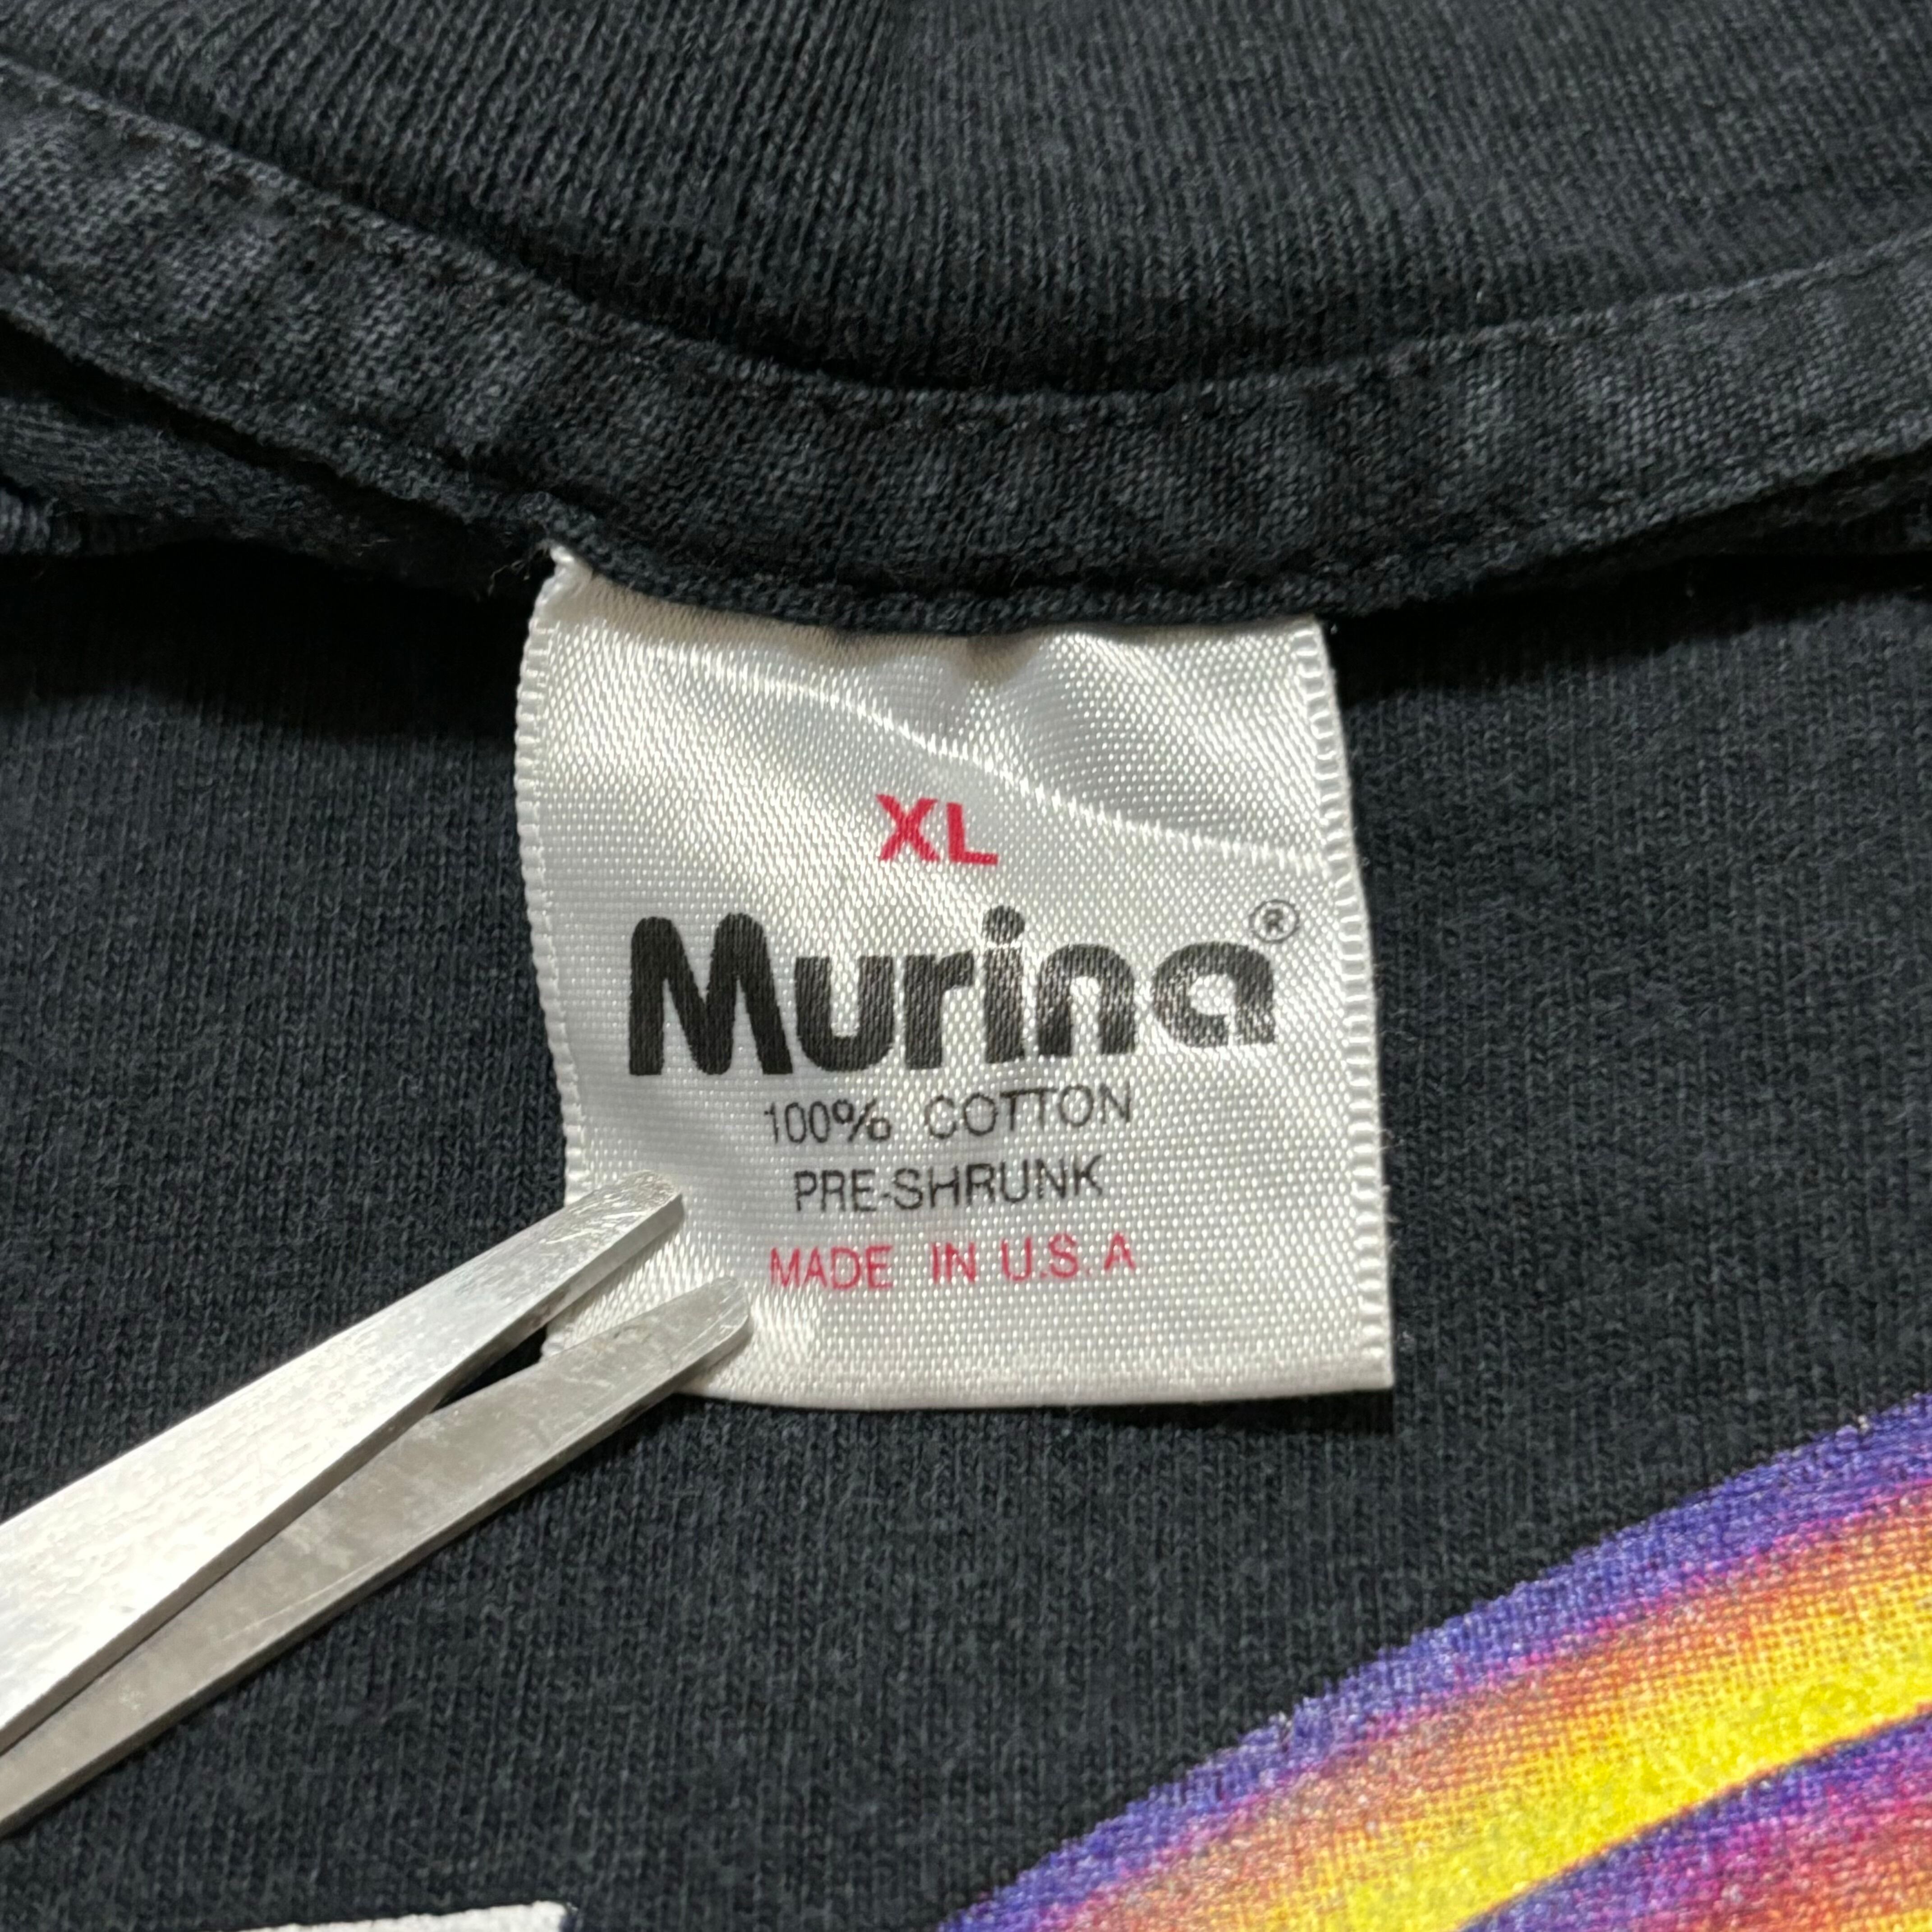 XL
Murina®
100% COTTON
PRE-SHRUNK
MADE IN U.S.A